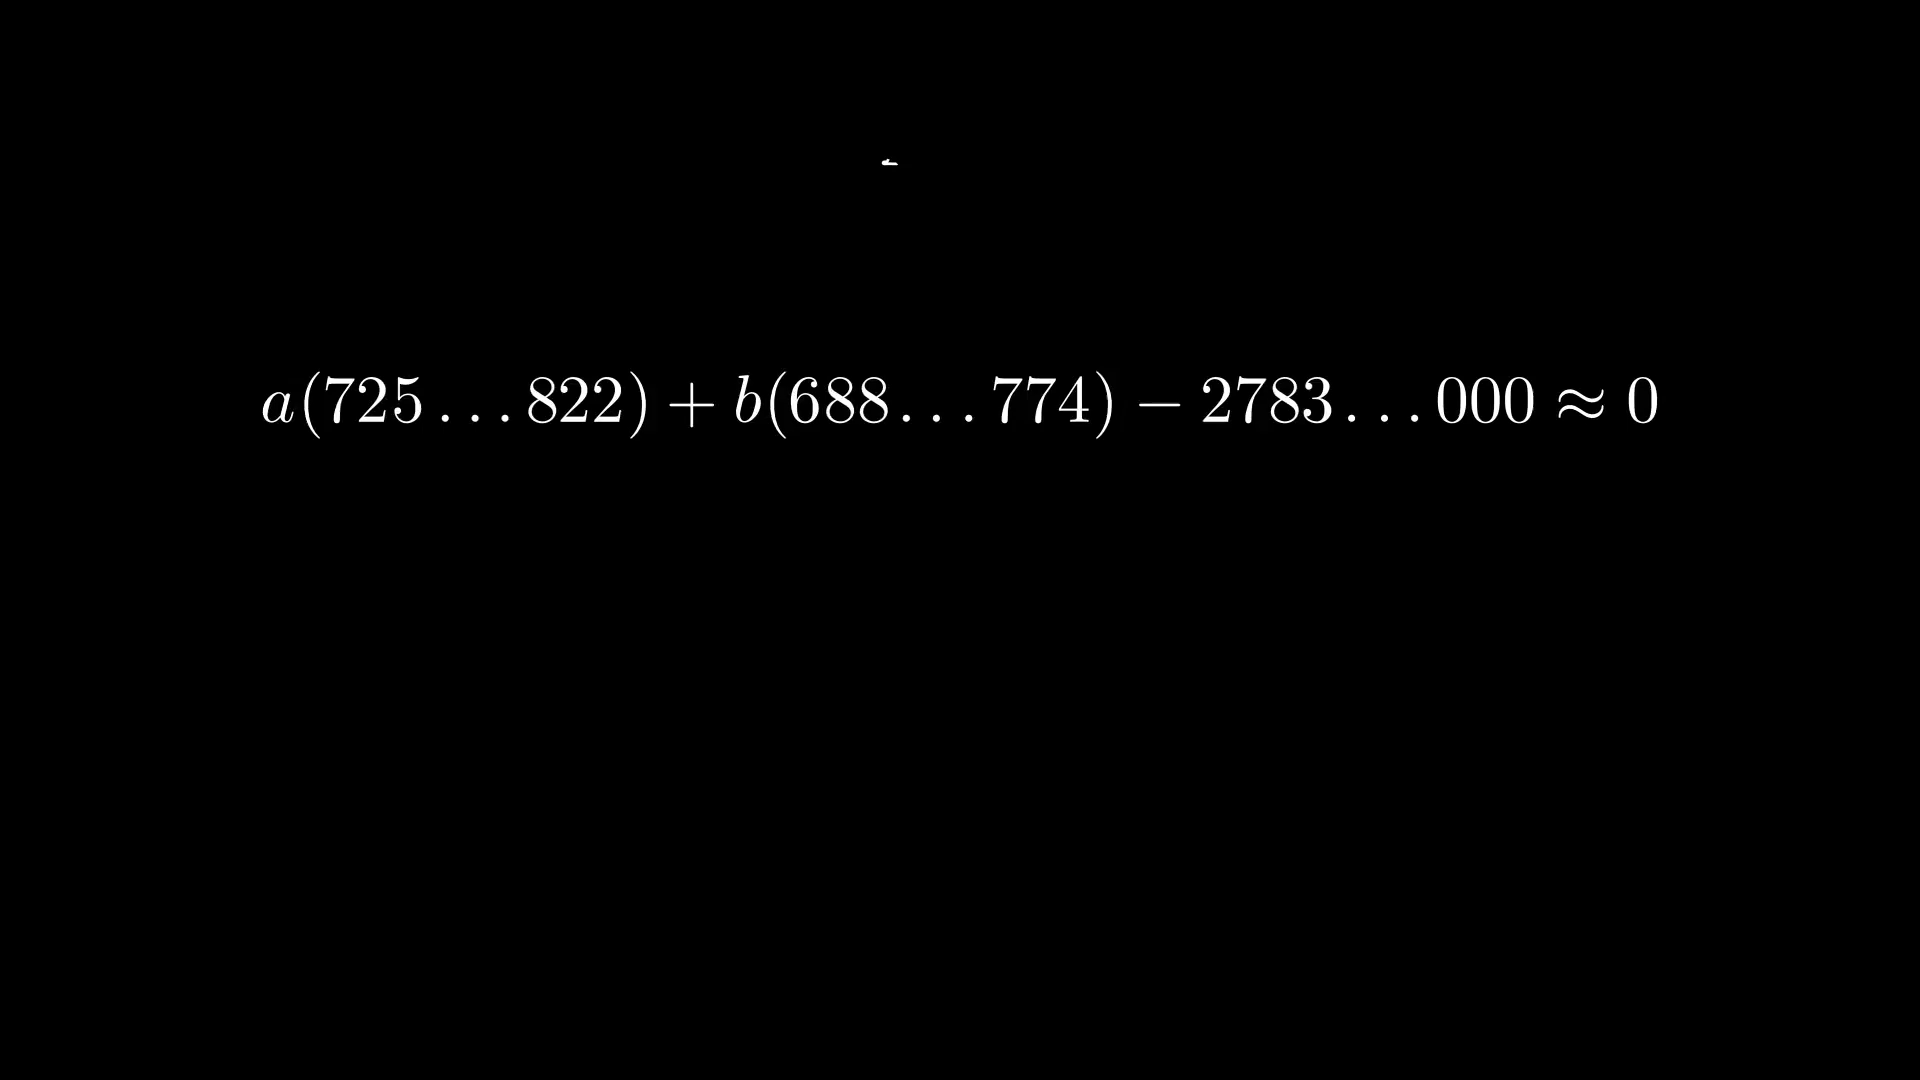 a(725...822) + b(688...774) − 2783...000 ≈ 0